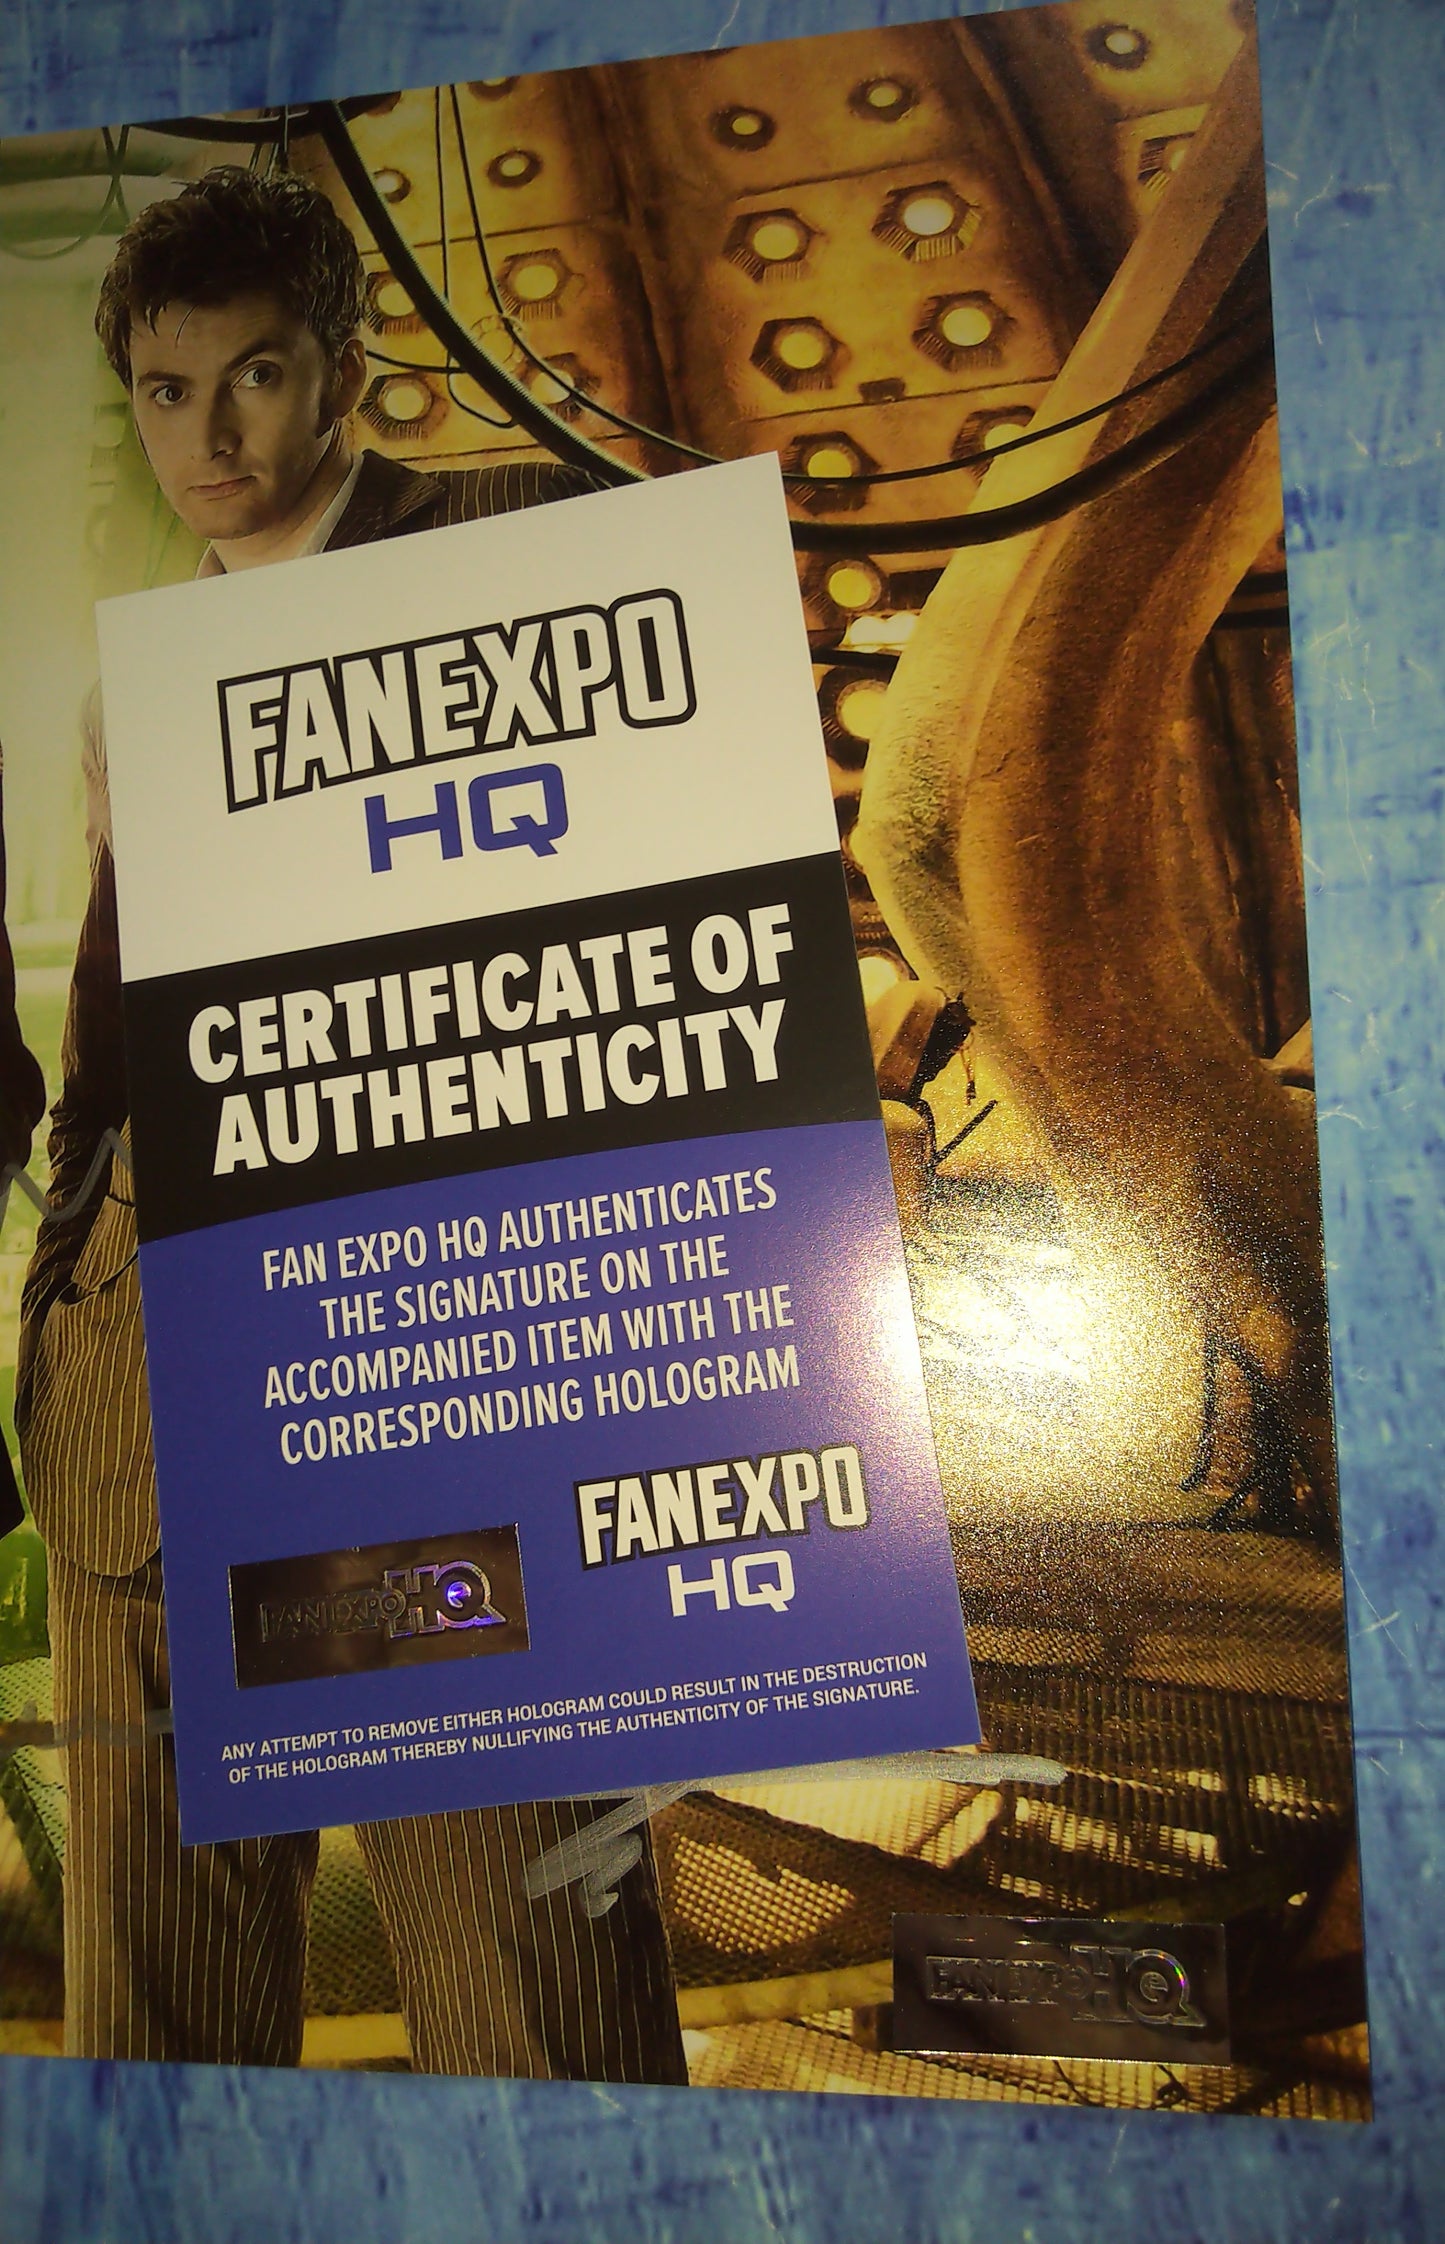 FANEXPO
HQ
CERTIFICATE OF
AUTHENTICITY
FAN EXPO HQ AUTHENTICATES
THE SIGNATURE ON THE
ACCOMPANIED ITEM WITH THE
CORRESPONDING HOLOGRAM
FANEXPO
HQ
FANEXPOHQ
ANY ATTEMPT TO REMOVE EITHER HOLOGRAM COULD RESULT IN THE DESTRUCTION
OF THE HOLOGRAM THEREBY NULLIFYING THE AUTHENTICITY OF THE SIGNATURE.
FANEXPOHQ